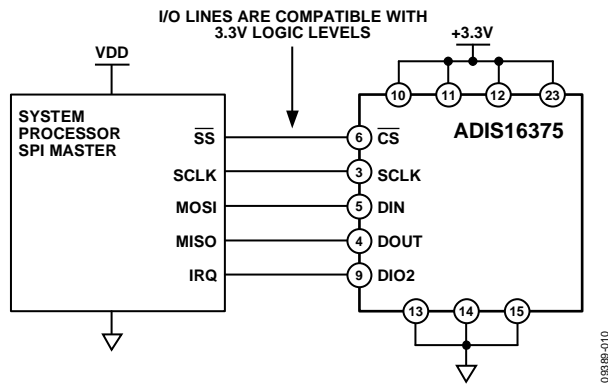 I/O LINES ARE COMPATIBLE WITH
3.3V LOGIC LEVELS
+3.3V
VDD
10
11
12
23
SYSTEM
PROCESSOR
SPI MASTER
ADIS16375
SS
6
CS
SCLK
3
SCLK
MOSI
5
DIN
MISO
4
DOUT
IRQ
9
DIO2
13
14
15
09389-010